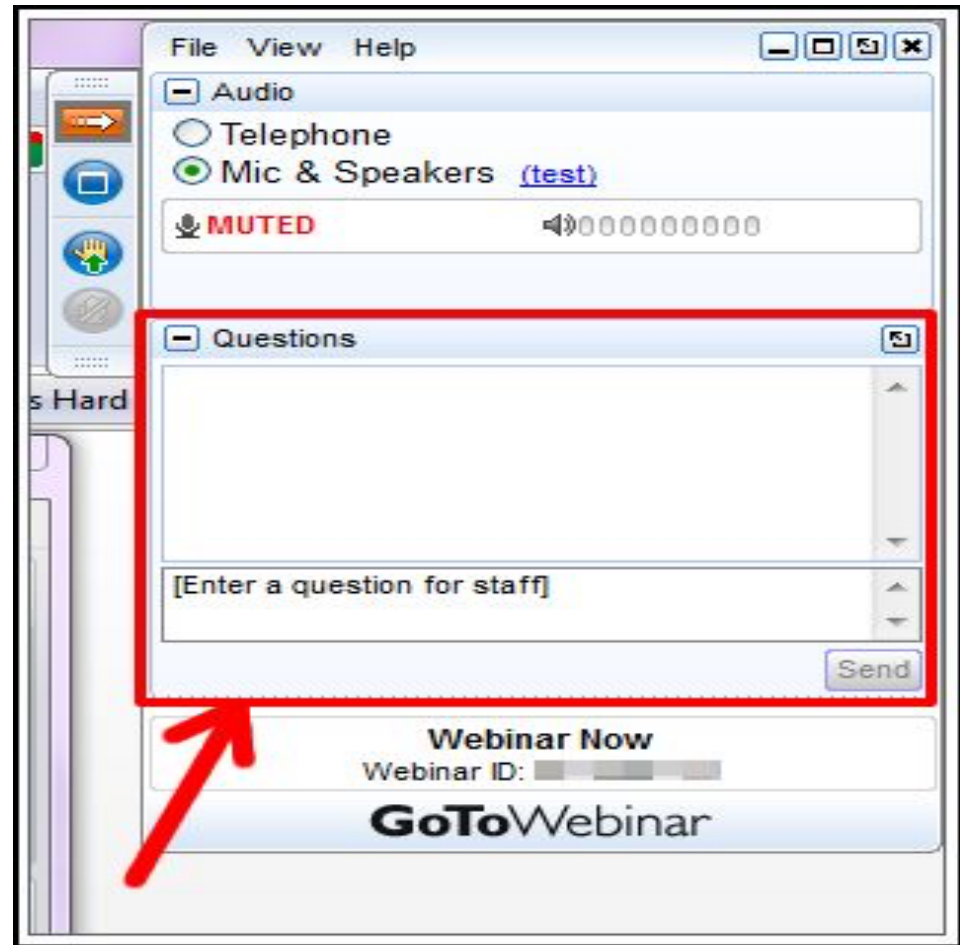 File View Help
Audio
Telephone
Mic & Speakers (test)
MUTED
Questions
s Hard
[Enter a question for staff]
Send
Webinar Now
Webinar ID:
GoToWebinar